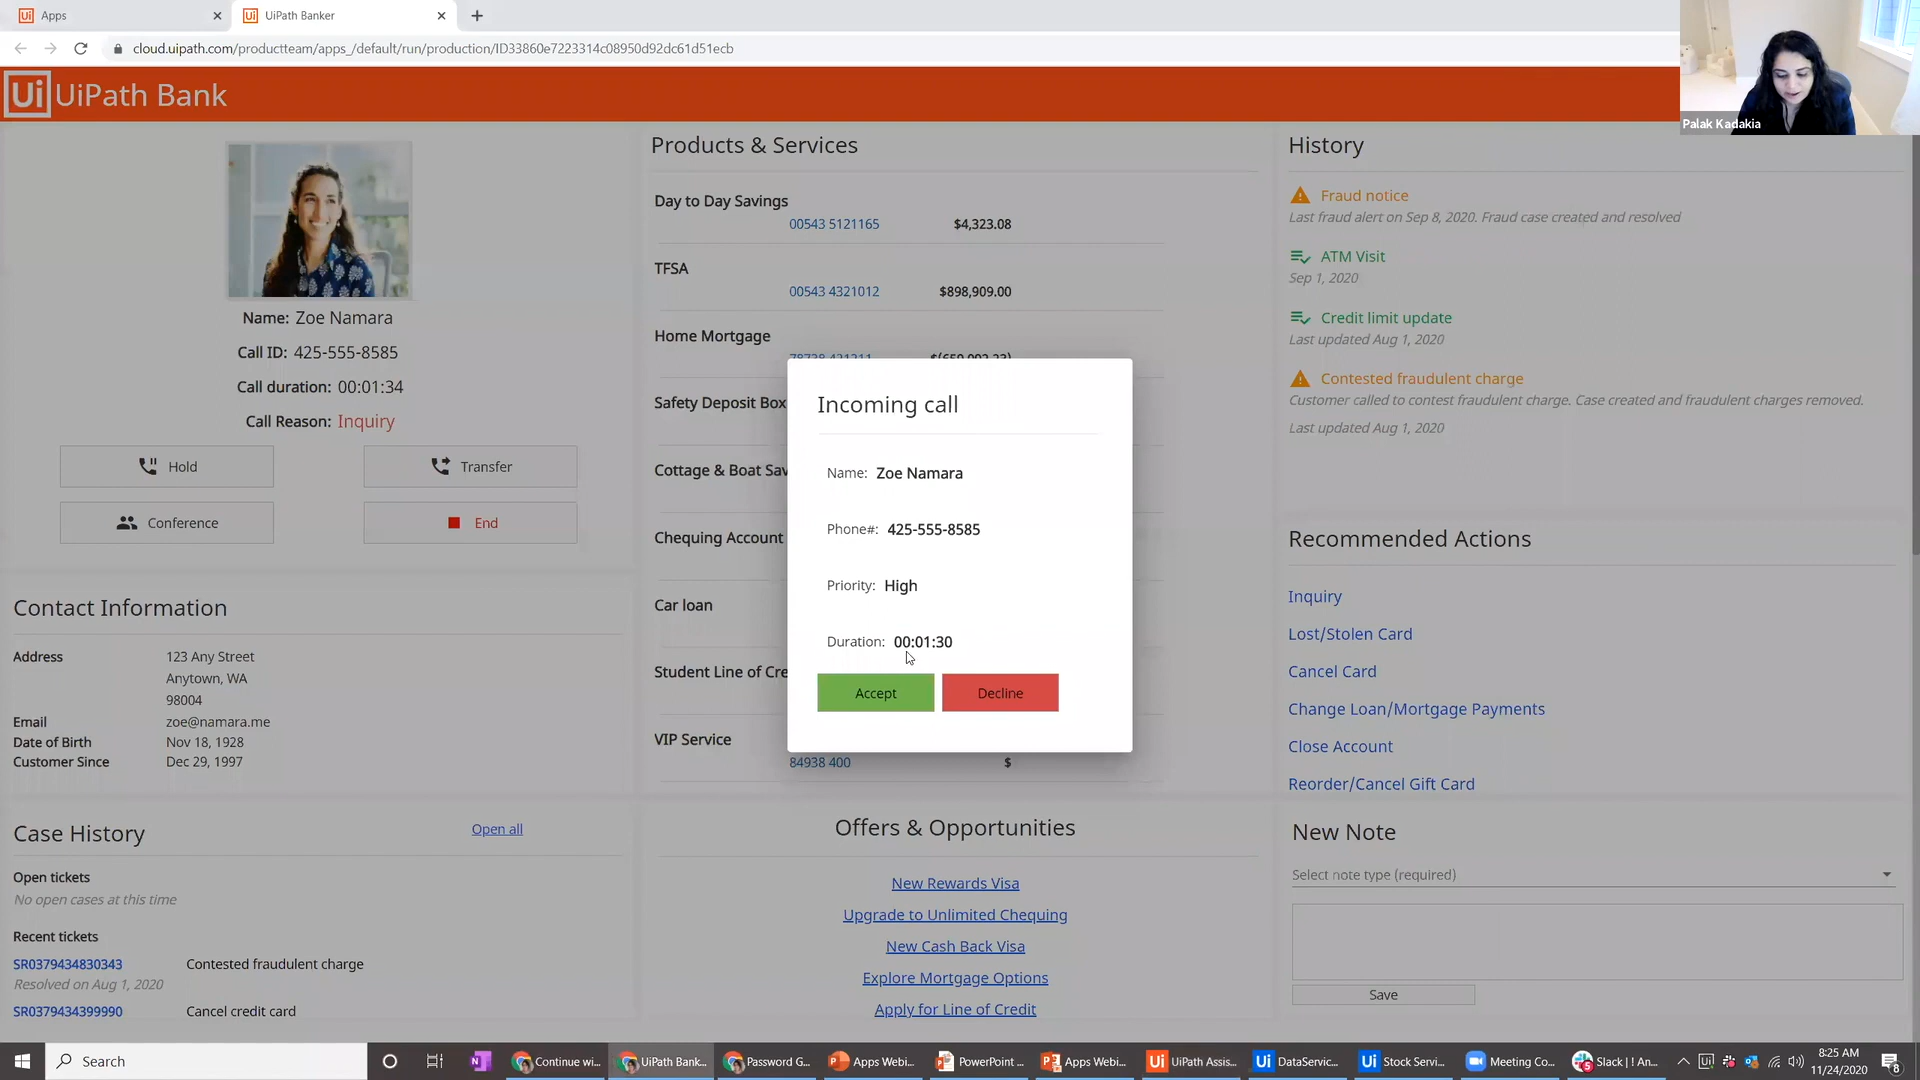 Apps
UiPath Banker
cloud.uipath.com/productteam/apps_/default/run/production/ID33860e7223314c08950d92dc61d51ecb
Palak Kadakia
Ui UiPath Bank
Name: Zoe Namara
Call ID: 425-555-8585
Call duration: 00:01:34
Call Reason: Inquiry
Hold
Transfer
Conference
End
Contact Information
Address 123 Any Street
Anytown, WA
98004
Email zoe@namara.me
Date of Birth Nov 18, 1928
Customer Since Dec 29, 1997
Case History
Open all
Open tickets
No open cases at this time
Recent tickets
SR0379434830343 Contested fraudulent charge
Resolved on Aug 1, 2020
SR0379434399990 Cancel credit card
Products & Services
Day to Day Savings
00543 5121165 $4,323.08
TFSA
00543 4321012 $898,909.00
Home Mortgage
Safety Deposit Box
Cottage & Boat Sav
Chequing Account
Car loan
Student Line of Cre
VIP Service
84938 400 $
Incoming call
Name: Zoe Namara
Phone#: 425-555-8585
Priority: High
Duration: 00:01:30
Accept
Decline
Offers & Opportunities
New Rewards Visa
Upgrade to Unlimited Chequing
New Cash Back Visa
Explore Mortgage Options
Apply for Line of Credit
History
Fraud notice
Last fraud alert on Sep 8, 2020. Fraud case created and resolved
ATM Visit
Sep 1, 2020
Credit limit update
Last updated Aug 1, 2020
Contested fraudulent charge
Customer called to contest fraudulent charge. Case created and fraudulent charges removed.
Last updated Aug 1, 2020
Recommended Actions
Inquiry
Lost/Stolen Card
Cancel Card
Change Loan/Mortgage Payments
Close Account
Reorder/Cancel Gift Card
New Note
Select note type (required)
Save
Search
Continue wi...
UiPath Bank...
Password G...
Apps Webi...
PowerPoint ...
Apps Webi...
UiPath Assis...
DataServic...
Stock Servi...
Meeting Co...
Slack | ! An...
8:25 AM
11/24/2020
8